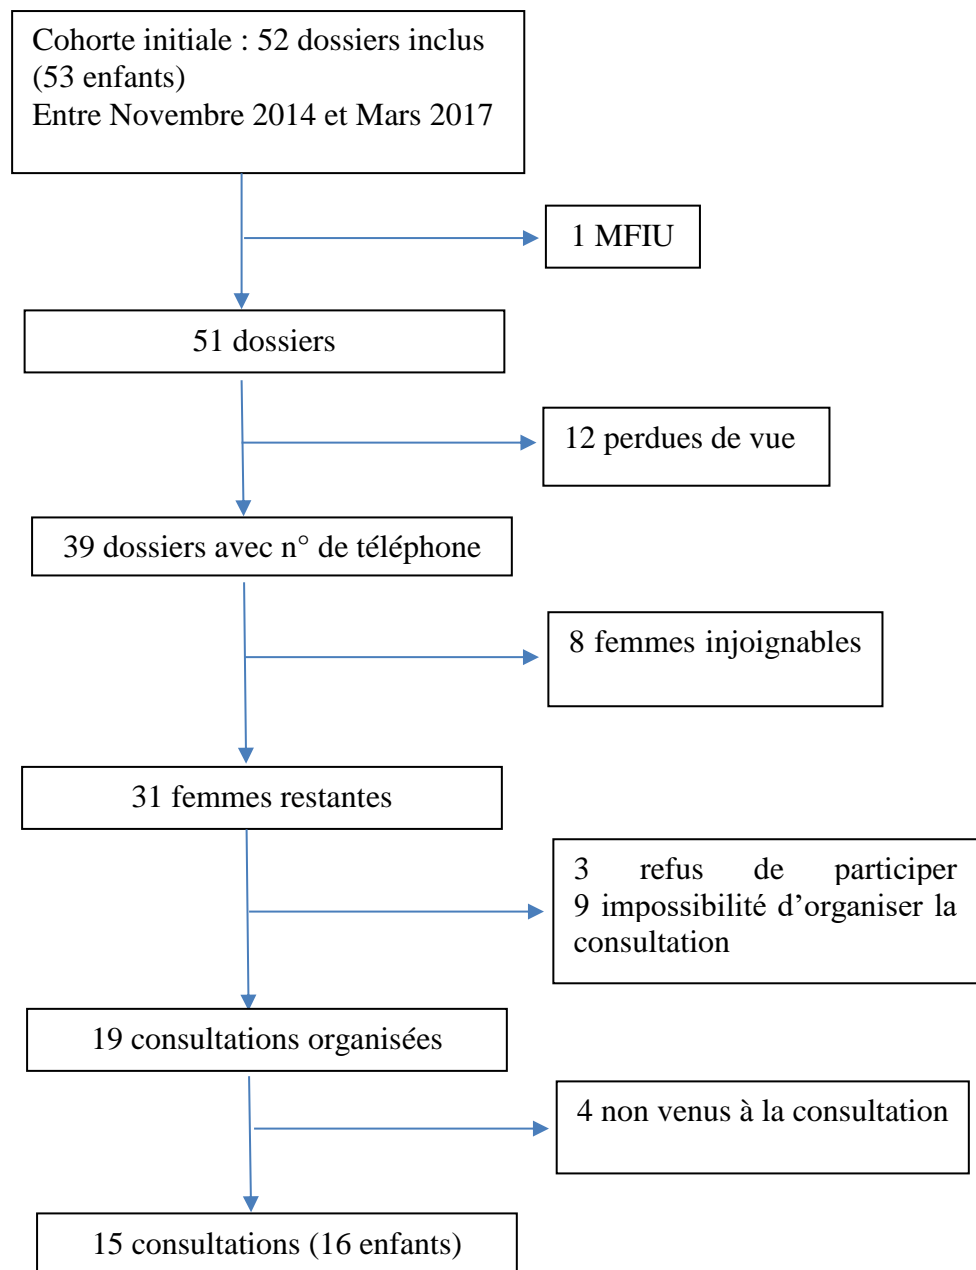 Cohorte initiale : 52 dossiers inclus
(53 enfants)
Entre Novembre 2014 et Mars 2017
1 MFIU
51 dossiers
12 perdues de vue
39 dossiers avec n° de téléphone
8 femmes injoignables
31 femmes restantes
3 refus de participer
9 impossibilité d’organiser la
consultation
19 consultations organisées
4 non venus à la consultation
15 consultations (16 enfants)